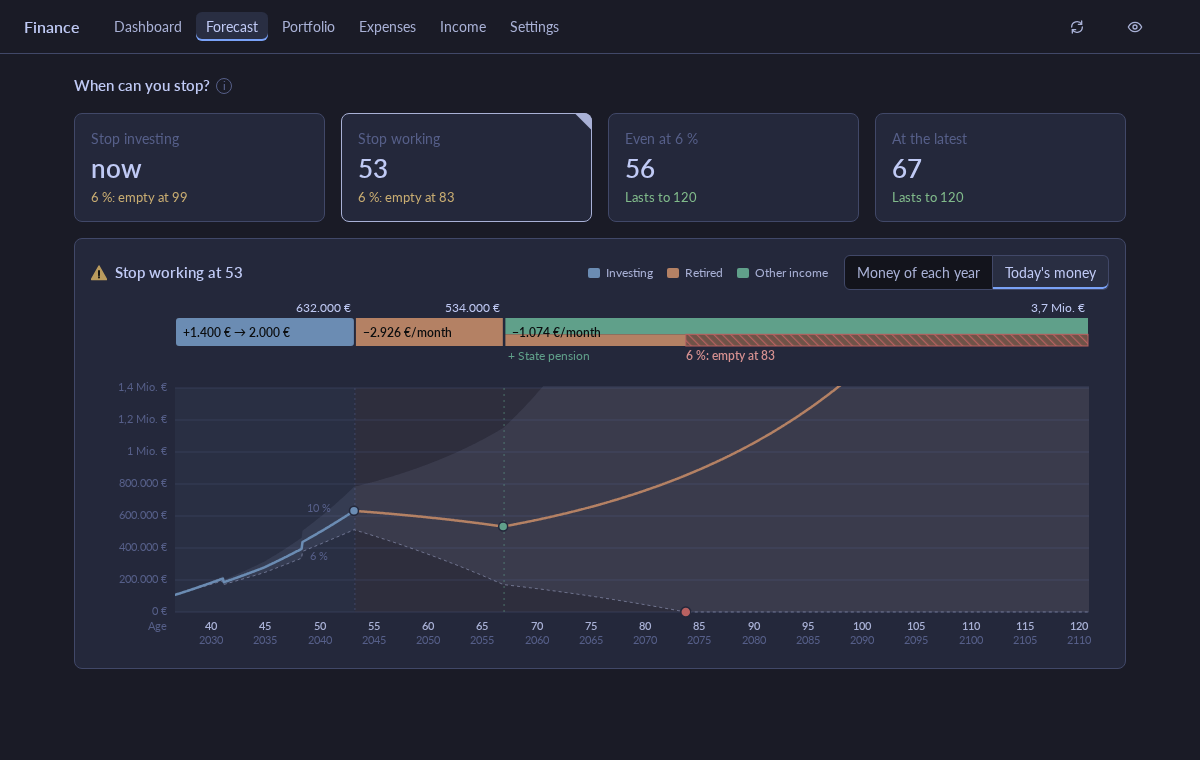 Finance Dashboard Forecast Portfolio Expenses Income Settings
When can you stop? i
Stop investing
now
6 %: empty at 99
Stop working
53
6 %: empty at 83
Even at 6 %
56
Lasts to 120
At the latest
67
Lasts to 120
Stop working at 53
Investing Retired Other income
Money of each year Today's money
632.000 € 534.000 € 3,7 Mio. €
+1.400 € → 2.000 € −2.926 €/month −1.074 €/month
+ State pension 6 %: empty at 83
1,4 Mio. €
1,2 Mio. €
1 Mio. €
800.000 €
600.000 €
400.000 €
200.000 €
0 €
10 %
6 %
Age 40 45 50 55 60 65 70 75 80 85 90 95 100 105 110 115 120
2030 2035 2040 2045 2050 2055 2060 2065 2070 2075 2080 2085 2090 2095 2100 2105 2110